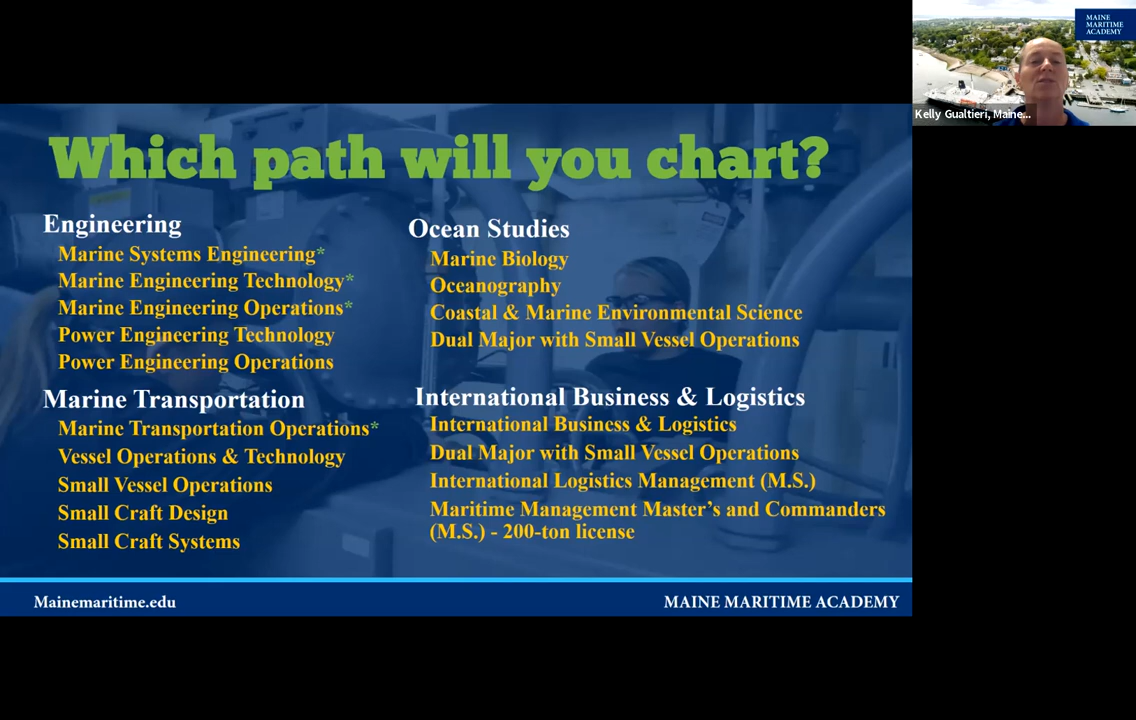 Which path will you chart?
Engineering
Marine Systems Engineering*
Marine Engineering Technology*
Marine Engineering Operations*
Power Engineering Technology
Power Engineering Operations
Marine Transportation
Marine Transportation Operations*
Vessel Operations & Technology
Small Vessel Operations
Small Craft Design
Small Craft Systems
Ocean Studies
Marine Biology
Oceanography
Coastal & Marine Environmental Science
Dual Major with Small Vessel Operations
International Business & Logistics
International Business & Logistics
Dual Major with Small Vessel Operations
International Logistics Management (M.S.)
Maritime Management Master's and Commanders
(M.S.) - 200-ton license
Mainemaritime.edu
MAINE MARITIME ACADEMY
MAINE
MARITIME
ACADEMY
Kelly Gualtieri, Maine...